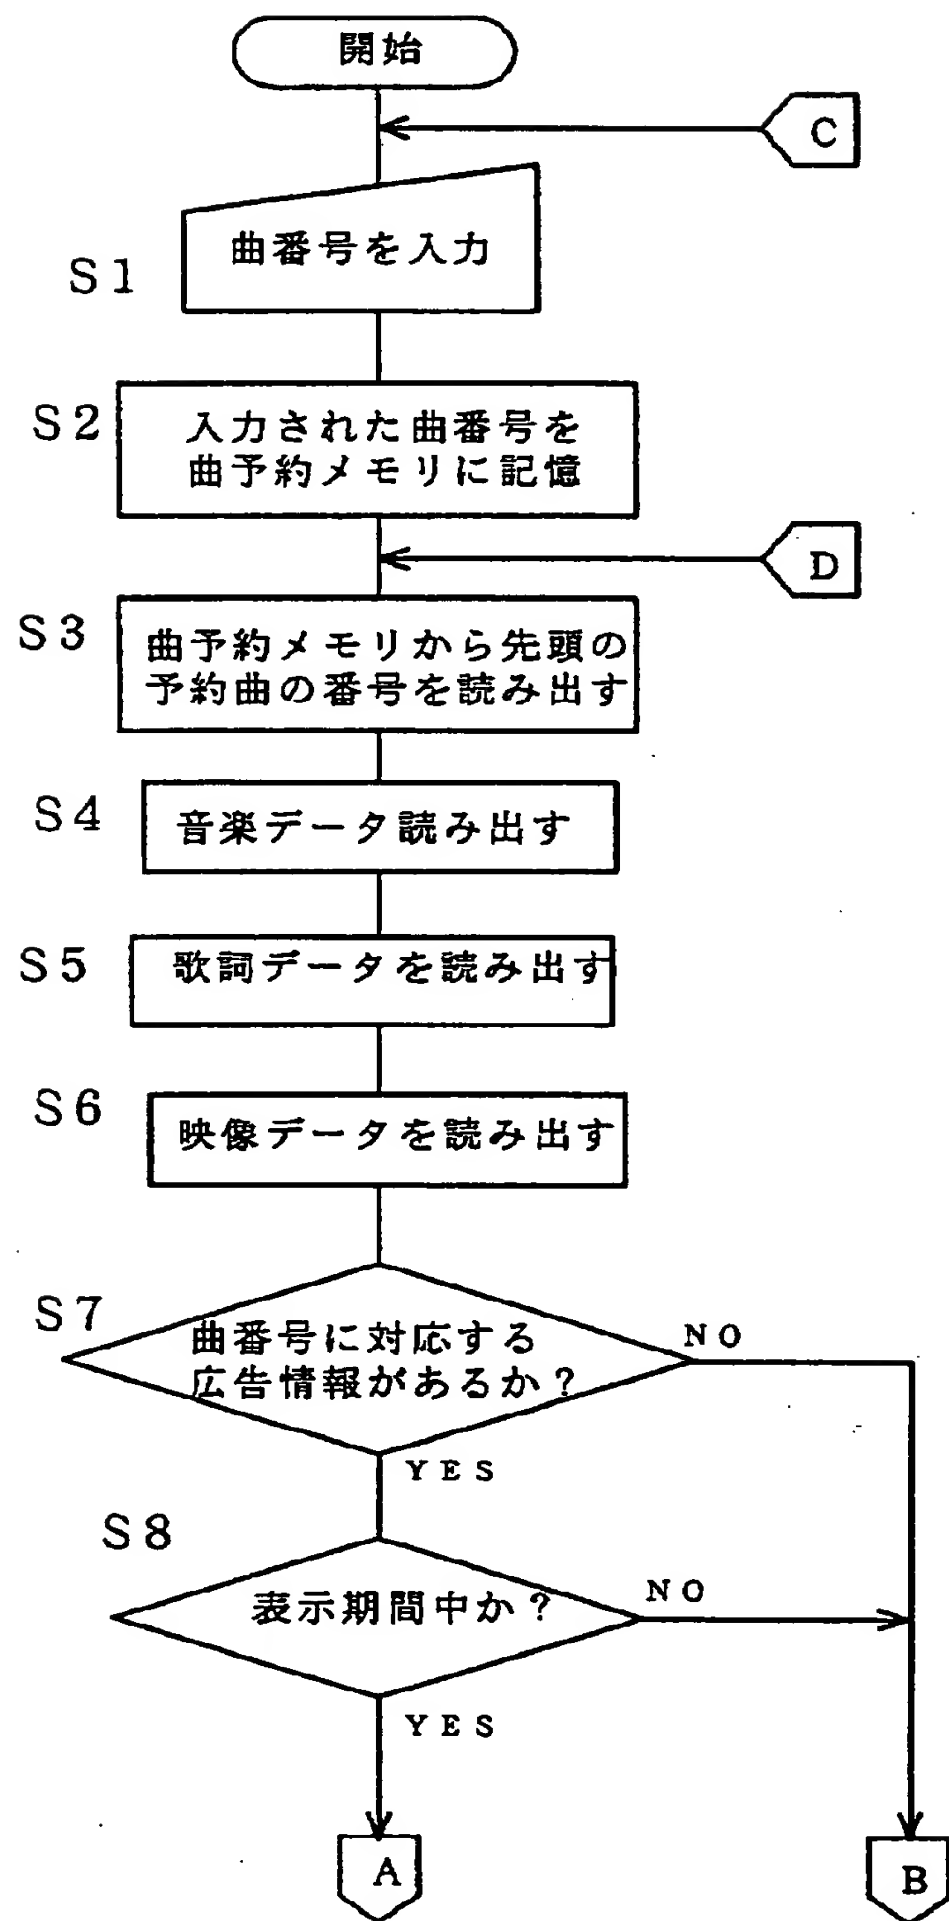 開始
C
S1
曲番号を入力
S2
入力された曲番号を
曲予約メモリに記憶
D
S3
曲予約メモリから先頭の
予約曲の番号を読み出す
S4
音楽データ読み出す
S5
歌詞データを読み出す
S6
映像データを読み出す
S7
曲番号に対応する
広告情報があるか?
NO
YES
S8
表示期間中か?
NO
YES
A
B